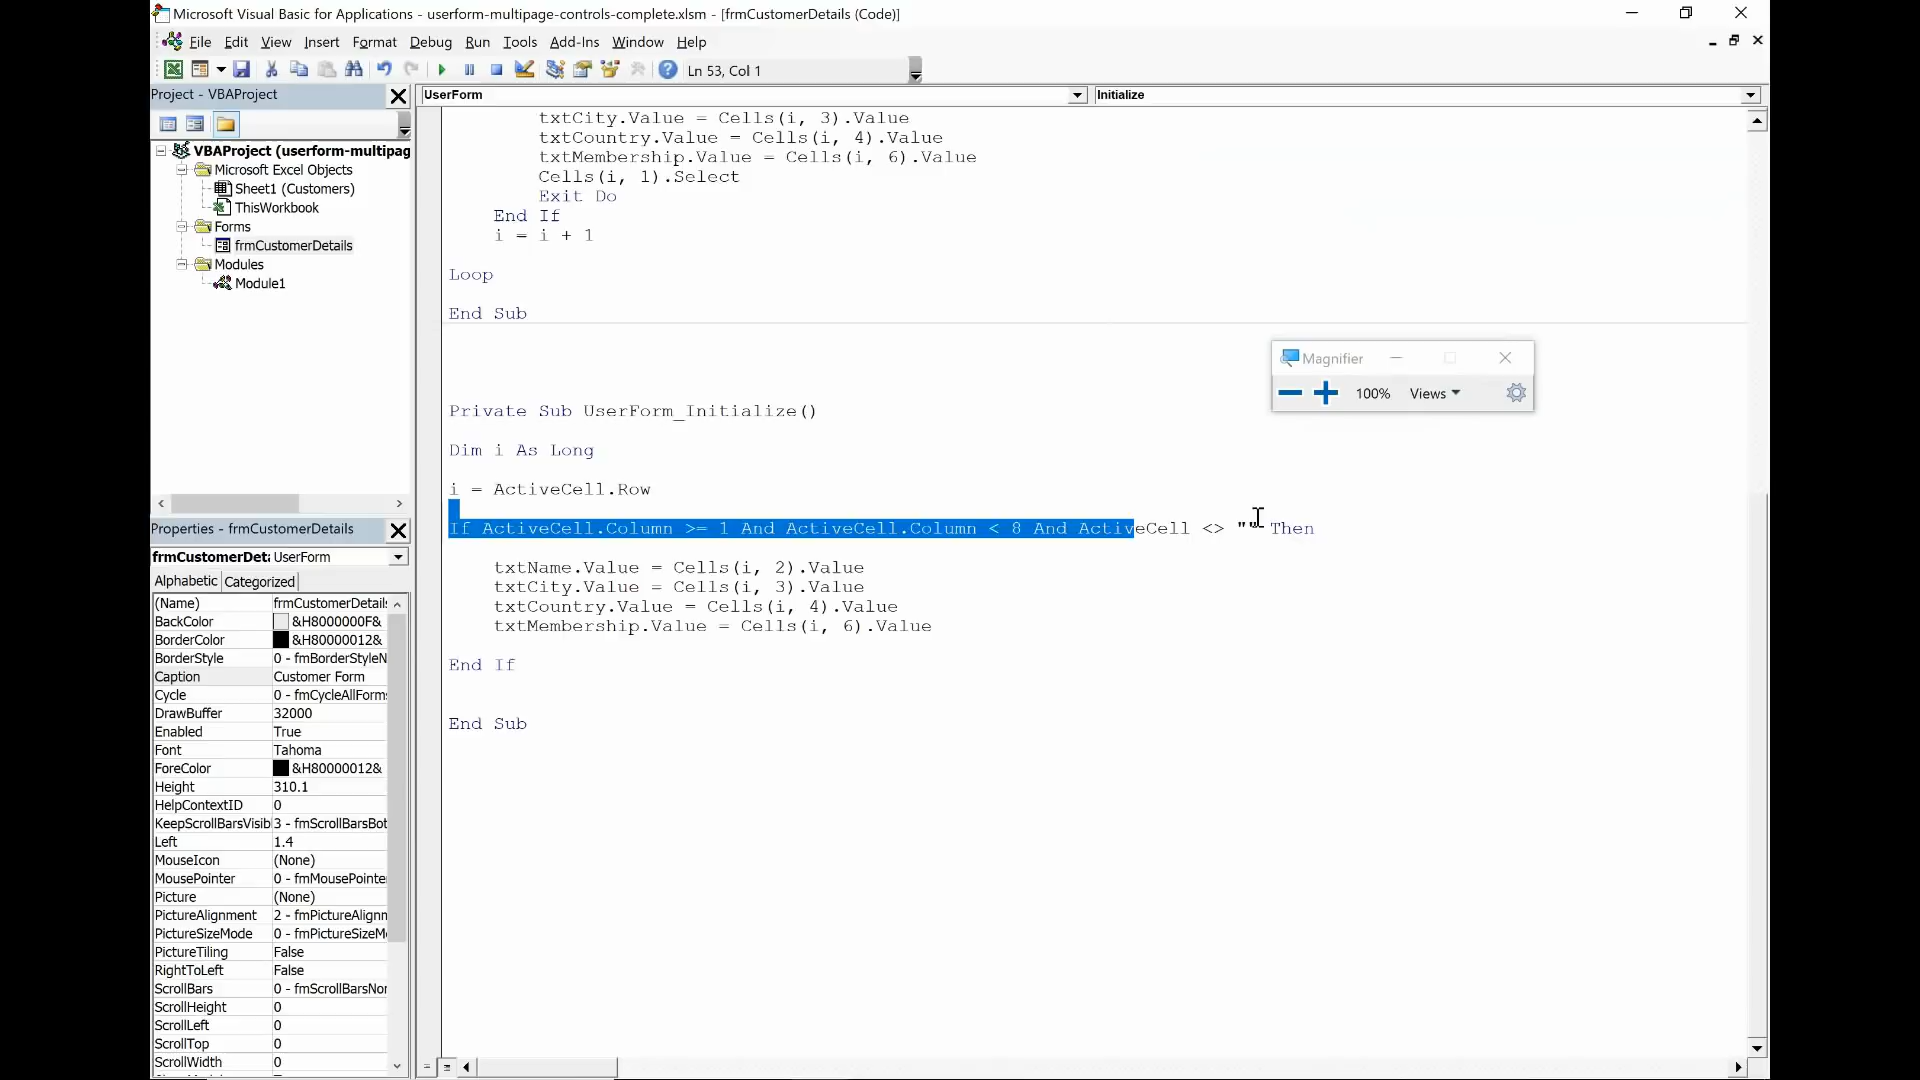 Microsoft Visual Basic for Applications - userform-multipage-controls-complete.xlsm - [frmCustomerDetails (Code)]
File Edit View Insert Format Debug Run Tools Add-Ins Window Help
Ln 53, Col 1
Project - VBAProject
UserForm
Initialize
VBAProject (userform-multipag
Microsoft Excel Objects
Sheet1 (Customers)
ThisWorkbook
Forms
frmCustomerDetails
Modules
Module1
txtCity.Value = Cells(i, 3).Value
txtCountry.Value = Cells(i, 4).Value
txtMembership.Value = Cells(i, 6).Value
Cells(i, 1).Select
Exit Do
End If
i = i + 1
Loop
End Sub
Magnifier
100% Views
Private Sub UserForm_Initialize()
Dim i As Long
i = ActiveCell.Row
If ActiveCell.Column >= 1 And ActiveCell.Column < 8 And ActiveCell <> "" Then
txtName.Value = Cells(i, 2).Value
txtCity.Value = Cells(i, 3).Value
txtCountry.Value = Cells(i, 4).Value
txtMembership.Value = Cells(i, 6).Value
End If
End Sub
Properties - frmCustomerDetails
frmCustomerDet: UserForm
Alphabetic Categorized
(Name) frmCustomerDetails
BackColor &H8000000F&
BorderColor &H80000012&
BorderStyle 0 - fmBorderStyleN
Caption Customer Form
Cycle 0 - fmCycleAllForms
DrawBuffer 32000
Enabled True
Font Tahoma
ForeColor &H80000012&
Height 310.1
HelpContextID 0
KeepScrollBarsVisib 3 - fmScrollBarsBot
Left 1.4
MouseIcon (None)
MousePointer 0 - fmMousePointe
Picture (None)
PictureAlignment 2 - fmPictureAlignn
PictureSizeMode 0 - fmPictureSizeM
PictureTiling False
RightToLeft False
ScrollBars 0 - fmScrollBarsNor
ScrollHeight 0
ScrollLeft 0
ScrollTop 0
ScrollWidth 0